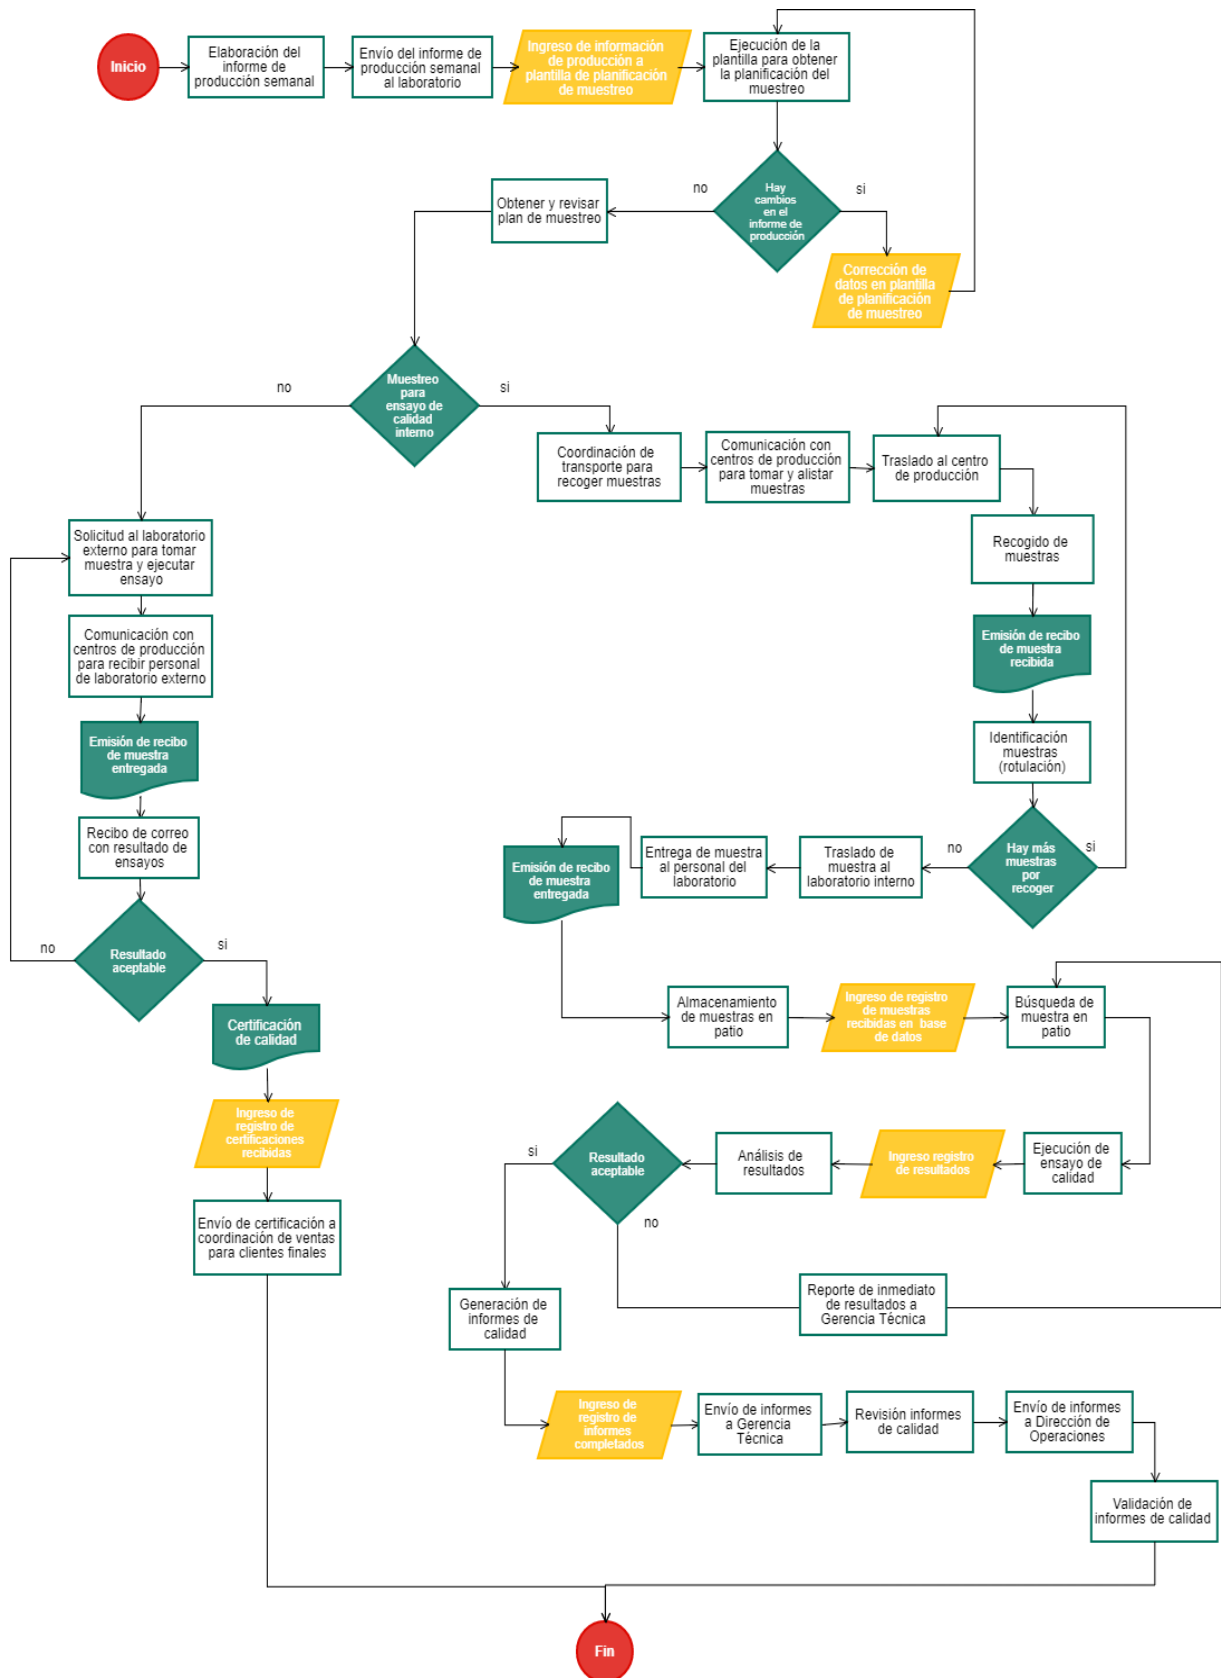 Inicio
Elaboración del
informe de
producción semanal
Envío del informe de
producción semanal
al laboratorio
Ingreso de información
de producción a
plantilla de planificación
de muestreo
Ejecución de la
plantilla para obtener
la planificación del
muestreo
Hay
cambios
en el
informe de
producción
no
si
Obtener y revisar
plan de muestreo
Corrección de
datos en plantilla
de planificación
de muestreo
Muestreo
para
ensayo de
calidad
interno
no
si
Coordinación de
transporte para
recoger muestras
Comunicación con
centros de producción
para tomar y alistar
muestras
Traslado al centro
de producción
Recogido de
muestras
Emisión de recibo
de muestra
recibida
Identificación
muestras
(rotulación)
Hay más
muestras
por
recoger
no
si
Traslado de
muestra al
laboratorio interno
Entrega de muestra
al personal del
laboratorio
Emisión de recibo
de muestra
entregada
Solicitud al laboratorio
externo para tomar
muestra y ejecutar
ensayo
Comunicación con
centros de producción
para recibir personal
de laboratorio externo
Emisión de recibo
de muestra
entregada
Recibo de correo
con resultado de
ensayos
Resultado
aceptable
no
si
Certificación
de calidad
Ingreso de
registro de
certificaciones
recibidas
Envío de certificación a
coordinación de ventas
para clientes finales
Almacenamiento
de muestras en
patio
Ingreso de registro
de muestras
recibidas en base
de datos
Búsqueda de
muestra en
patio
Ejecución de
ensayo de
calidad
Ingreso registro
de resultados
Análisis de
resultados
Resultado
aceptable
si
no
Reporte de inmediato
de resultados a
Gerencia Técnica
Generación de
informes de
calidad
Ingreso de
registro de
informes
completados
Envío de informes
a Gerencia
Técnica
Revisión informes
de calidad
Envío de informes
a Dirección de
Operaciones
Validación de
informes de calidad
Fin